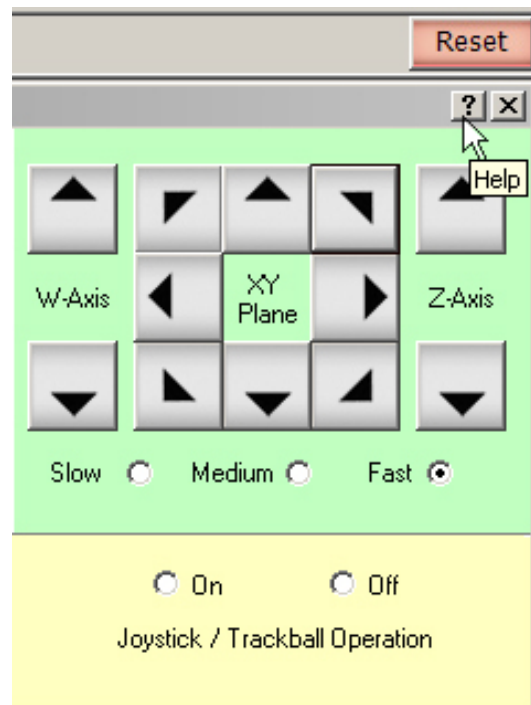 Reset
?
Help
W-Axis
XY
Plane
Z-Axis
Slow Medium Fast
On Off
Joystick / Trackball Operation